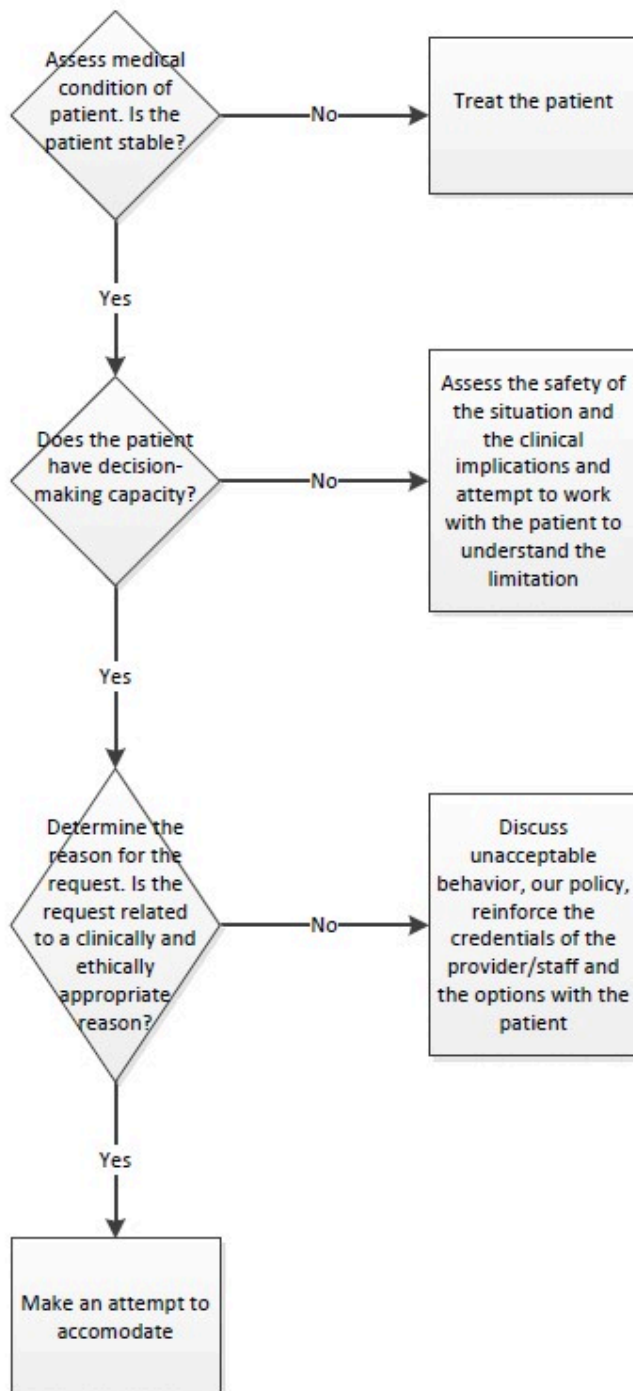 Assess medical
condition of
patient. Is the
patient stable?
No
Treat the patient
Yes
Does the patient
have decision-
making capacity?
No
Assess the safety of
the situation and
the clinical
implications and
attempt to work
with the patient to
understand the
limitation
Yes
Determine the
reason for the
request. Is the
request related
to a clinically and
ethically
appropriate
reason?
No
Discuss
unacceptable
behavior, our policy,
reinforce the
credentials of the
provider/staff and
the options with the
patient
Yes
Make an attempt to
accomodate